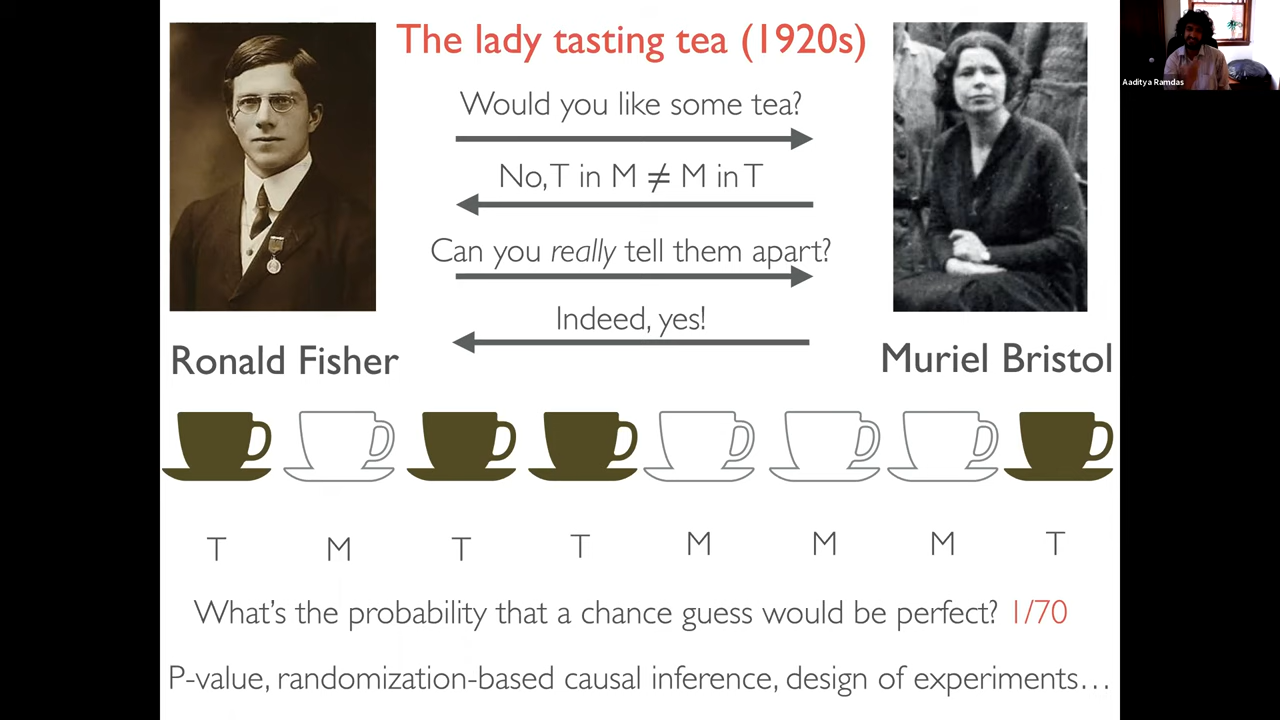 The lady tasting tea (1920s)
Aaditya Ramdas
Would you like some tea?
No, T in M ≠ M in T
Can you really tell them apart?
Indeed, yes!
Ronald Fisher
Muriel Bristol
T M T T M M M T
What's the probability that a chance guess would be perfect? 1/70
P-value, randomization-based causal inference, design of experiments…